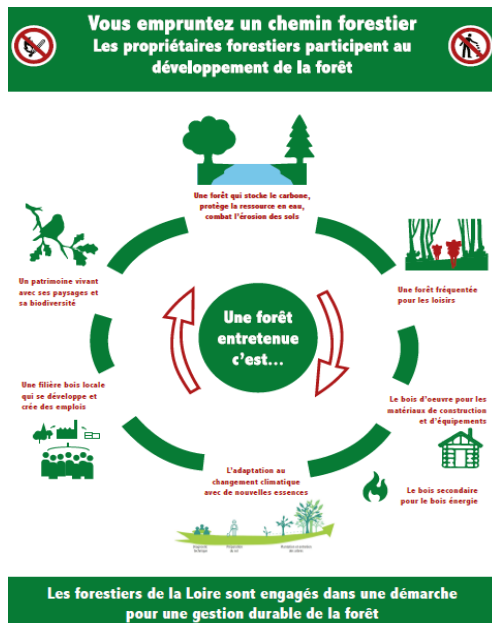 Vous empruntez un chemin forestier
Les propriétaires forestiers participent au
développement de la forêt
Une forêt qui stocke le carbone,
protège la ressource en eau,
combat l'érosion des sols
Une forêt fréquentée
pour les loisirs
Le bois d'oeuvre pour les
matériaux de construction
et d'équipements
Le bois secondaire
pour le bois énergie
L'adaptation au
changement climatique
avec de nouvelles essences
Une filière bois locale
qui se développe et
crée des emplois
Un patrimoine vivant
avec ses paysages et
sa biodiversité
Une forêt
entretenue
c'est...
Les forestiers de la Loire sont engagés dans une démarche
pour une gestion durable de la forêt